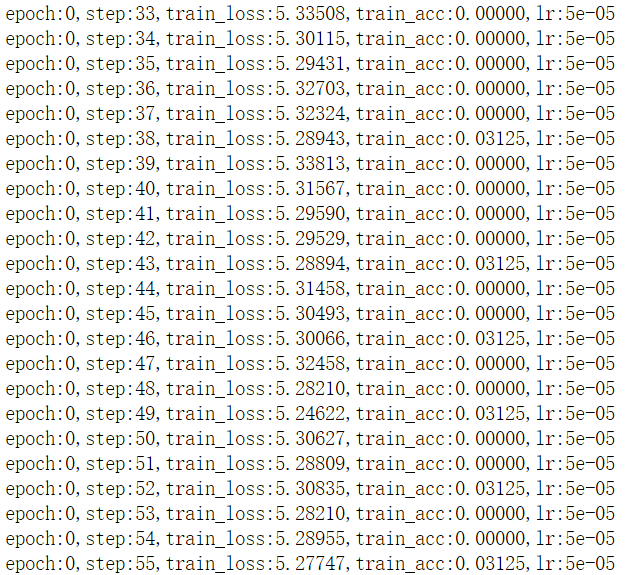 epoch:0,step:33,train_loss:5.33508,train_acc:0.00000,lr:5e-05
epoch:0,step:34,train_loss:5.30115,train_acc:0.00000,lr:5e-05
epoch:0,step:35,train_loss:5.29431,train_acc:0.00000,lr:5e-05
epoch:0,step:36,train_loss:5.32703,train_acc:0.00000,lr:5e-05
epoch:0,step:37,train_loss:5.32324,train_acc:0.00000,lr:5e-05
epoch:0,step:38,train_loss:5.28943,train_acc:0.03125,lr:5e-05
epoch:0,step:39,train_loss:5.33813,train_acc:0.00000,lr:5e-05
epoch:0,step:40,train_loss:5.31567,train_acc:0.00000,lr:5e-05
epoch:0,step:41,train_loss:5.29590,train_acc:0.00000,lr:5e-05
epoch:0,step:42,train_loss:5.29529,train_acc:0.00000,lr:5e-05
epoch:0,step:43,train_loss:5.28894,train_acc:0.03125,lr:5e-05
epoch:0,step:44,train_loss:5.31458,train_acc:0.00000,lr:5e-05
epoch:0,step:45,train_loss:5.30493,train_acc:0.00000,lr:5e-05
epoch:0,step:46,train_loss:5.30066,train_acc:0.03125,lr:5e-05
epoch:0,step:47,train_loss:5.32458,train_acc:0.00000,lr:5e-05
epoch:0,step:48,train_loss:5.28210,train_acc:0.00000,lr:5e-05
epoch:0,step:49,train_loss:5.24622,train_acc:0.03125,lr:5e-05
epoch:0,step:50,train_loss:5.30627,train_acc:0.00000,lr:5e-05
epoch:0,step:51,train_loss:5.28809,train_acc:0.00000,lr:5e-05
epoch:0,step:52,train_loss:5.30835,train_acc:0.03125,lr:5e-05
epoch:0,step:53,train_loss:5.28210,train_acc:0.00000,lr:5e-05
epoch:0,step:54,train_loss:5.28955,train_acc:0.00000,lr:5e-05
epoch:0,step:55,train_loss:5.27747,train_acc:0.03125,lr:5e-05